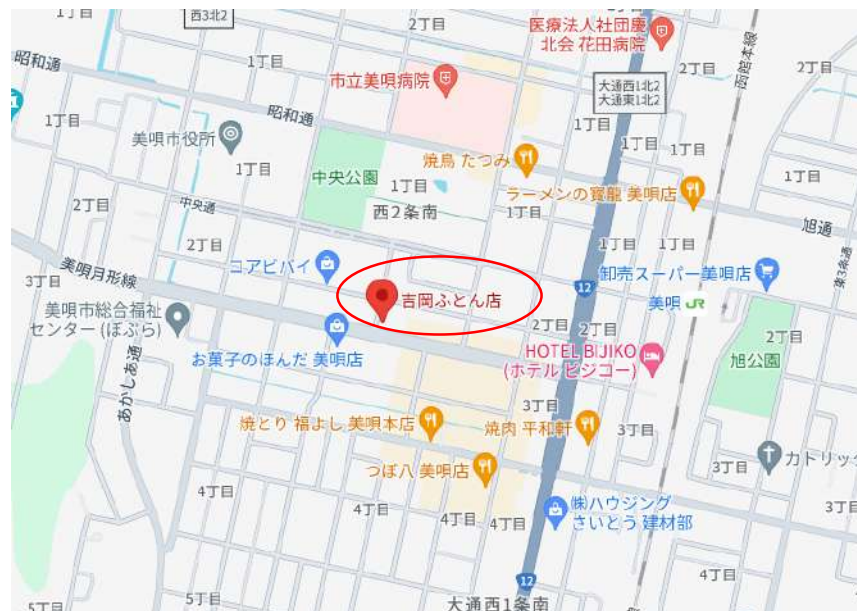 1丁目
西3北2
2丁目
医療法人社団慶
北会 花田病院
函館本線
昭和通
1丁目
市立美唄病院
大通西1北2
大通東1北2
2丁目
2丁目
1丁目
昭和通
1丁目
美唄市役所
1丁目
焼鳥 たつみ
1丁目
1丁目
中央公園
1丁目
ラーメンの寳龍 美唄店
1丁目
2丁目
中央通
西2条南
1丁目
旭通
2丁目
1丁目
1丁目
東3条通
3丁目
美唄月形線
コアビバイ
卸売スーパー美唄店
12
吉岡ふとん店
美唄 JR
美唄市総合福祉
センター (ぽぷら)
2丁目
2丁目
2丁目
お菓子のほんだ 美唄店
HOTEL BIJIKO
(ホテル ビジコー)
旭公園
あかしあ通
3丁目
焼とり 福よし 美唄本店
焼肉 平和軒
3丁目
つぼ八 美唄店
3丁目
カトリック
4丁目
4丁目
4丁目
㈱ハウジング
さいとう 建材部
3丁目
12
4丁目
5丁目
5丁目
大通西1条南